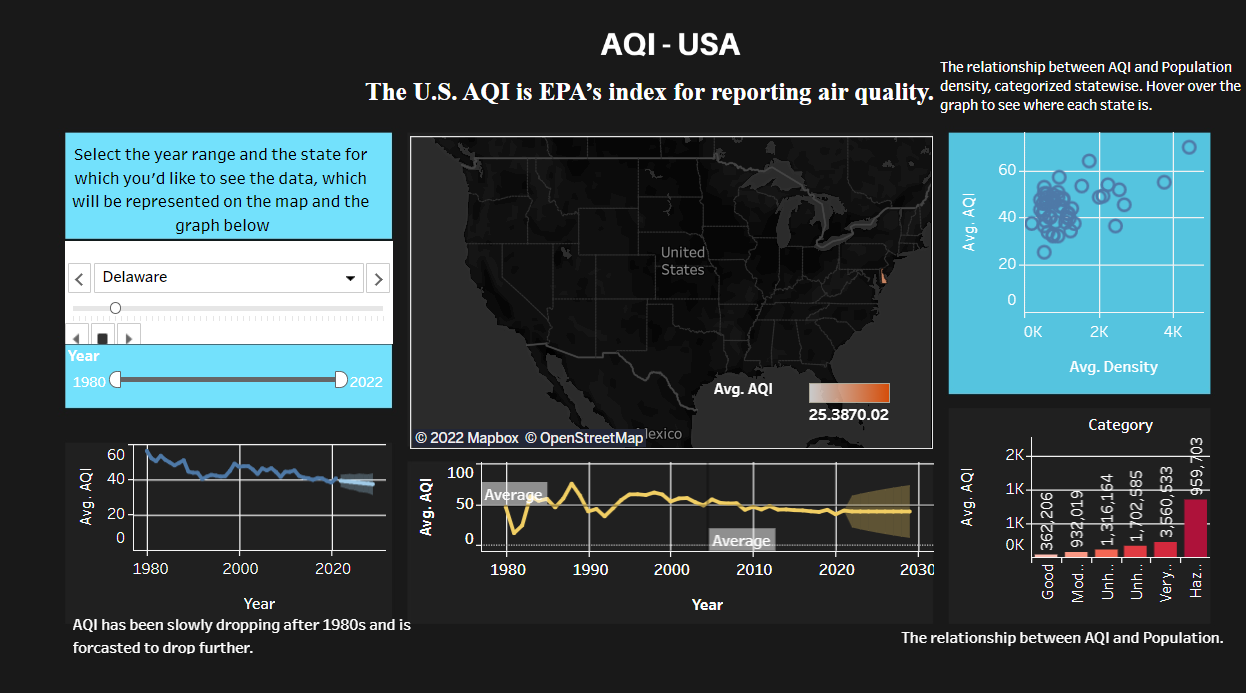 AQI - USA
The U.S. AQI is EPA’s index for reporting air quality.
The relationship between AQI and Population
density, categorized statewise. Hover over the
graph to see where each state is.
Select the year range and the state for
which you’d like to see the data, which
will be represented on the map and the
graph below
Delaware
Year
1980
2022
United
States
Mexico
Avg. AQI
25.3870.02
© 2022 Mapbox © OpenStreetMap
Avg. AQI
60
40
20
0
0K
2K
4K
Avg. Density
Avg. AQI
60
40
20
0
1980
2000
2020
Year
AQI has been slowly dropping after 1980s and is
forcasted to drop further.
Avg. AQI
100
50
0
Average
Average
1980
1990
2000
2010
2020
2030
Year
Category
Avg. AQI
2K
1K
1K
0K
362,206
932,019
1,316,164
1,702,585
3,560,533
959,703
Good
Mod..
Unh..
Unh..
Very..
Haz..
The relationship between AQI and Population.